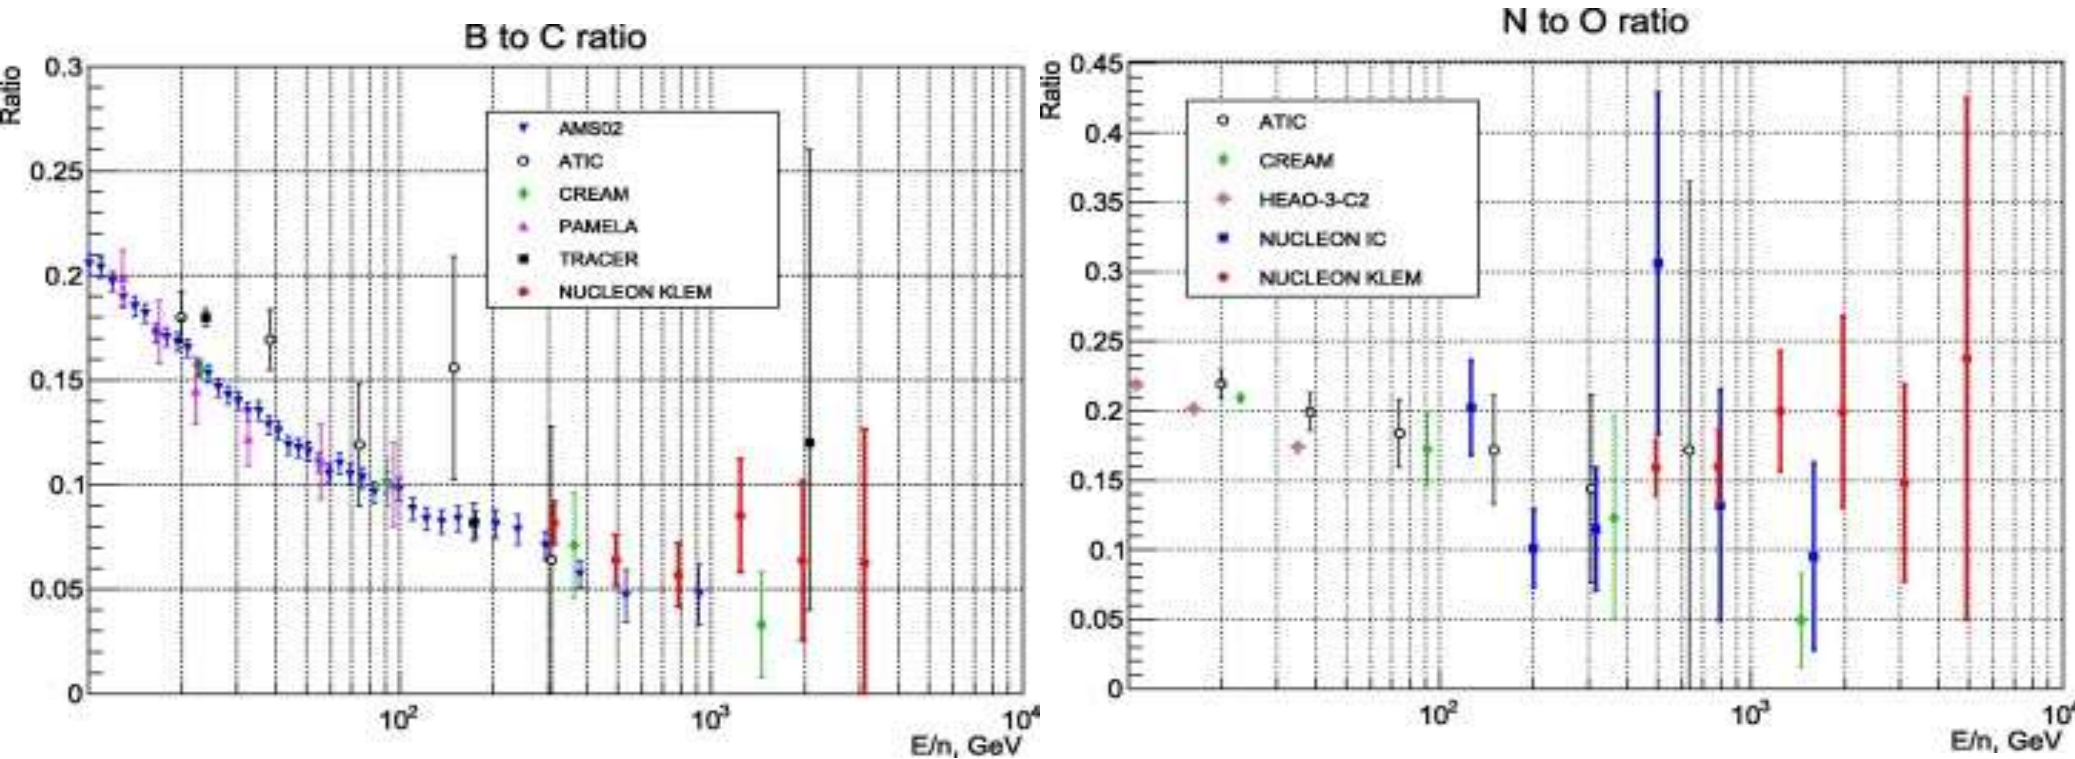 B to C ratio
Ratio
0.3
0.25
0.2
0.15
0.1
0.05
0
AMS02
ATIC
CREAM
PAMELA
TRACER
NUCLEON KLEM
10²
10³
10⁴
E/n, GeV
N to O ratio
Ratio
0.45
0.4
0.35
0.3
0.25
0.2
0.15
0.1
0.05
0
ATIC
CREAM
HEAO-3-C2
NUCLEON IC
NUCLEON KLEM
10²
10³
10⁴
E/n, GeV